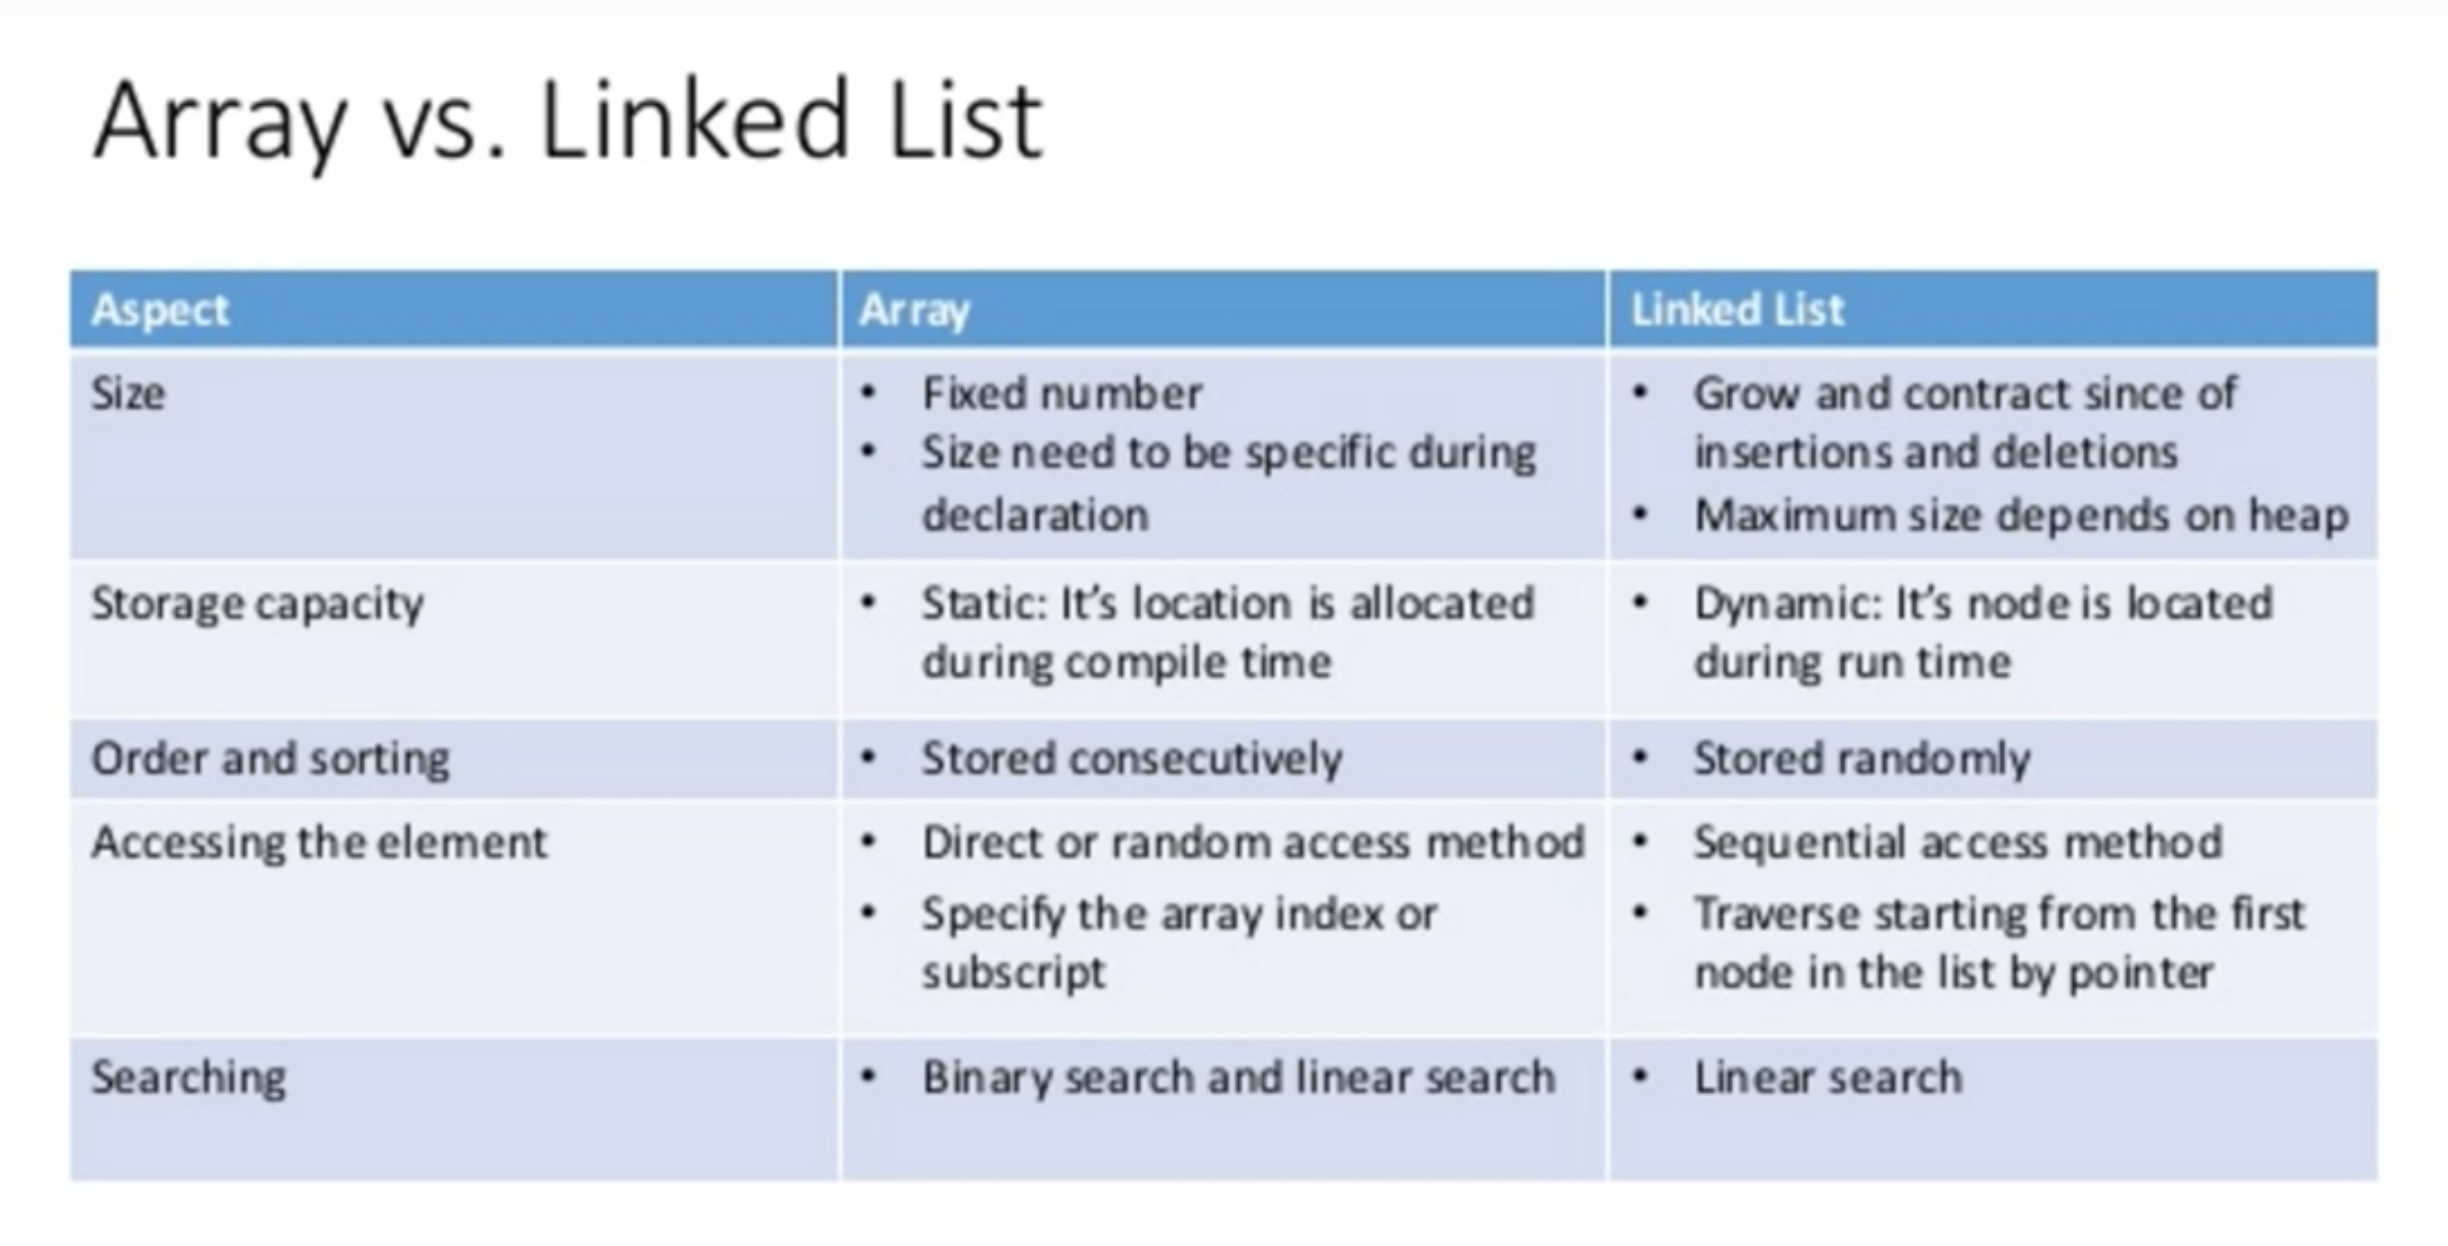 Array vs. Linked List
Aspect
Array
Linked List
Size
• Fixed number
• Size need to be specific during
declaration
• Grow and contract since of
insertions and deletions
• Maximum size depends on heap
Storage capacity
• Static: It’s location is allocated
during compile time
• Dynamic: It’s node is located
during run time
Order and sorting
• Stored consecutively
• Stored randomly
Accessing the element
• Direct or random access method
• Specify the array index or
subscript
• Sequential access method
• Traverse starting from the first
node in the list by pointer
Searching
• Binary search and linear search
• Linear search